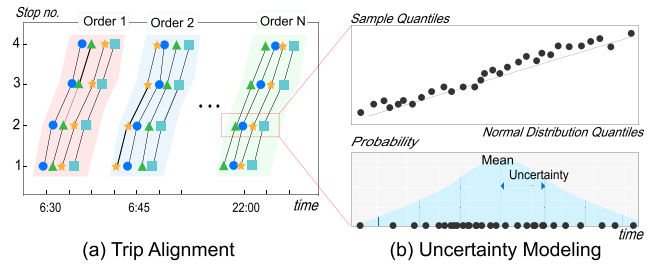 Stop no.
Order 1
Order 2
Order N
4
3
2
1
...
6:30
6:45
22:00
time
(a) Trip Alignment
Sample Quantiles
Normal Distribution Quantiles
Probability
Mean
Uncertainty
time
(b) Uncertainty Modeling